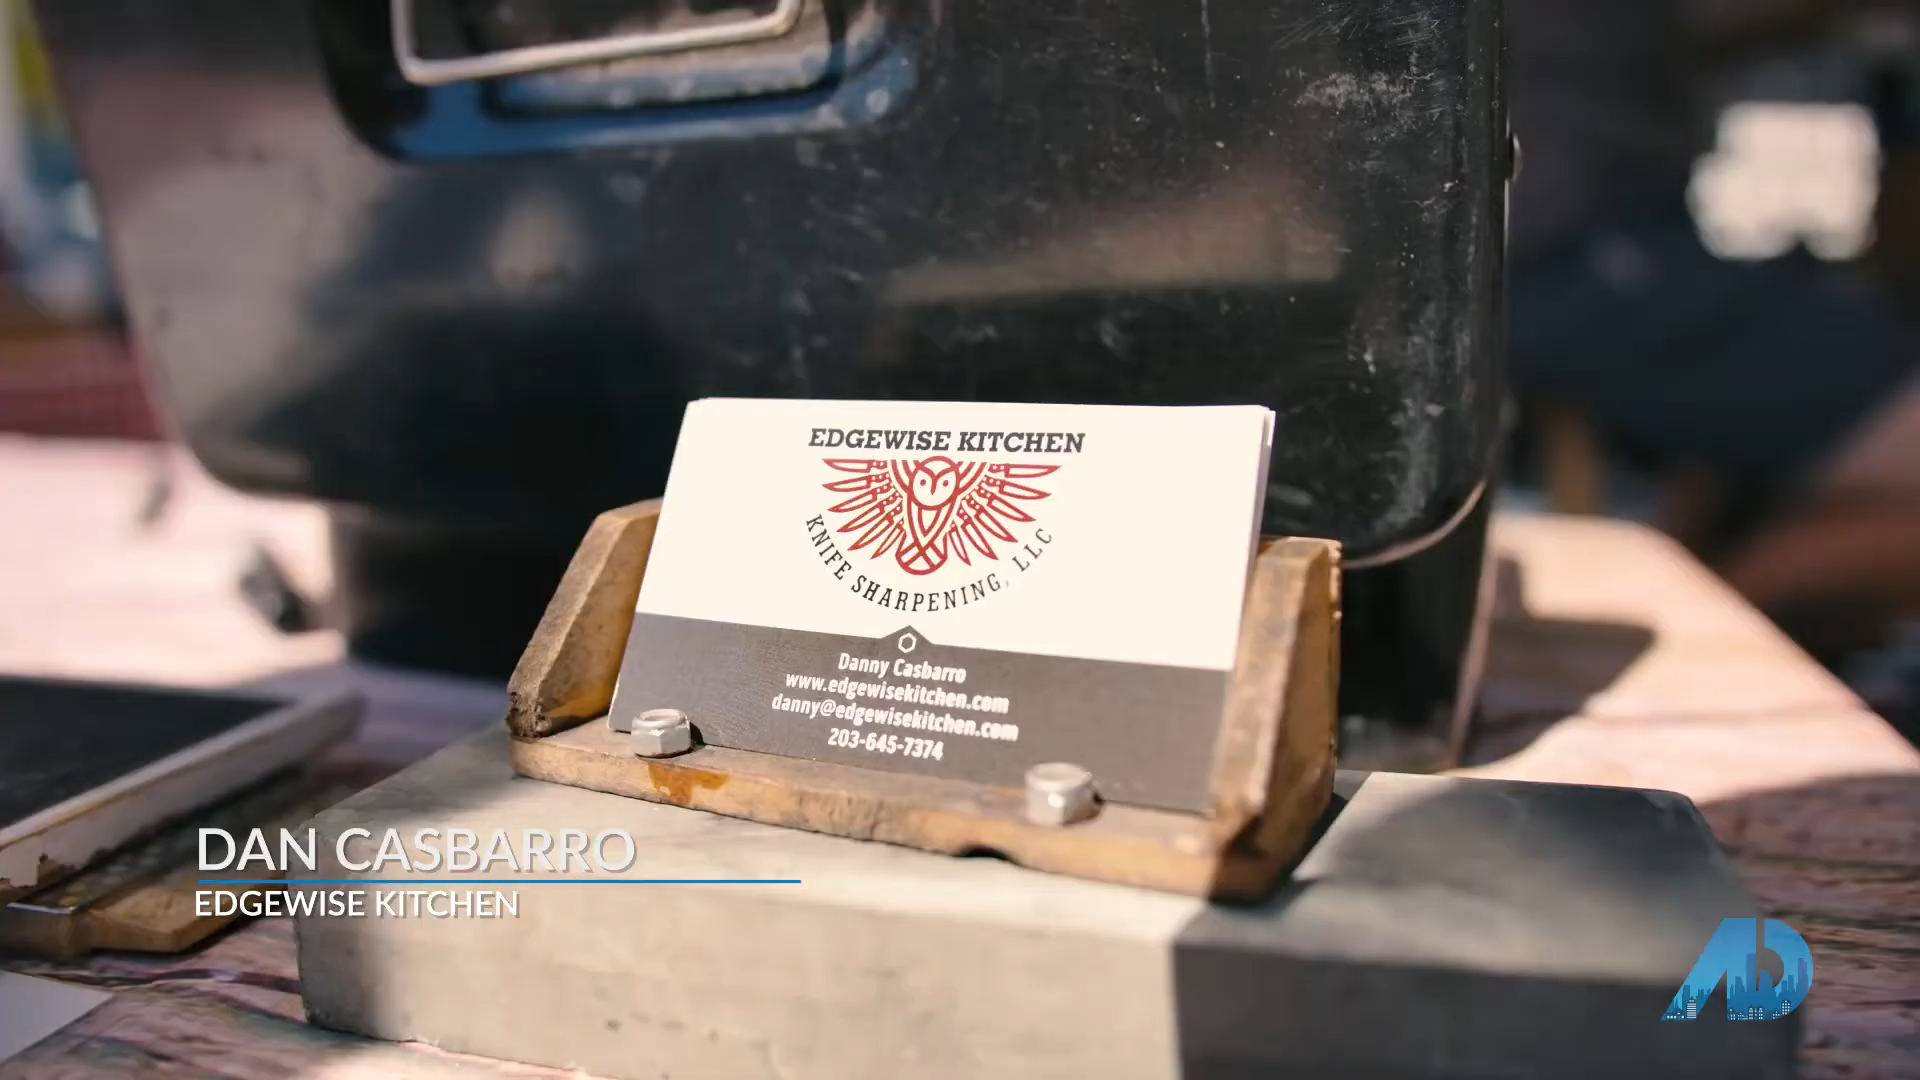 EDGEWISE KITCHEN
KNIFE SHARPENING, LLC
Danny Casbarro
www.edgewisekitchen.com
danny@edgewisekitchen.com
203-645-7374
DAN CASBARRO
EDGEWISE KITCHEN
AD